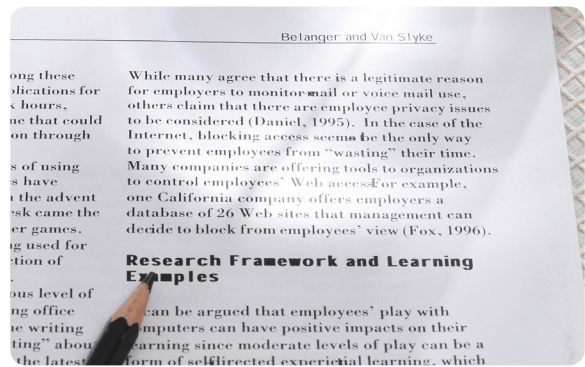 Belanger and Van Slyke
ong these
plications for
hours,
ne that could
on through
s of using
s have
the advent
esk came the
er games.
ng used for
ction of
ous level of
ng office
ne writing
ting" abou
the latest
While many agree that there is a legitimate reason
for employers to monitor mail or voice mail use,
others claim that there are employee privacy issues
to be considered (Daniel, 1995). In the case of the
Internet, blocking access seems be the only way
to prevent employees from "wasting" their time.
Many companies are offering tools to organizations
to control employees' Web access For example,
one California company offers employers a
database of 26 Web sites that management can
decide to block from employees' view (Fox, 1996).
Research Framework and Learning
Examples
can be argued that employees' play with
omputers can have positive impacts on their
earning since moderate levels of play can be a
form of selfdirected experietial learning, which